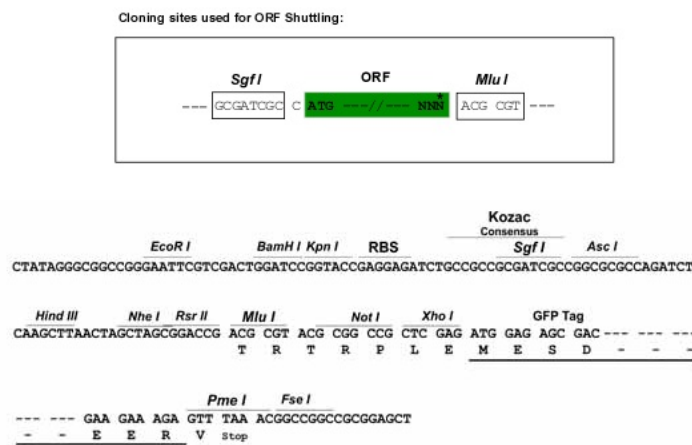 Cloning sites used for ORF Shuttling:
Sgf I ORF Mlu I
--- GCGATCGC C ATG ---//--- NNN* ACG CGT ---
Kozac
Consensus
EcoR I BamH I Kpn I RBS Sgf I Asc I
CTATAGGGCGGCCGGGAATTCGTCGACTGGATCCGGTACCGAGGAGATCTGCCGCCGCGATCGCCGGCGCGCCAGATCT
Hind III Nhe I Rsr II Mlu I Not I Xho I GFP Tag
CAAGCTTAACTAGCTAGCGGACCG ACG CGT ACG CGG CCG CTC GAG ATG GAG AGC GAC --- ---
T R T R P L E M E S D - - -
Pme I Fse I
--- --- GAA GAA AGA GTT TAA ACGGCCGGCCGCGGAGCT
- - E E R V Stop